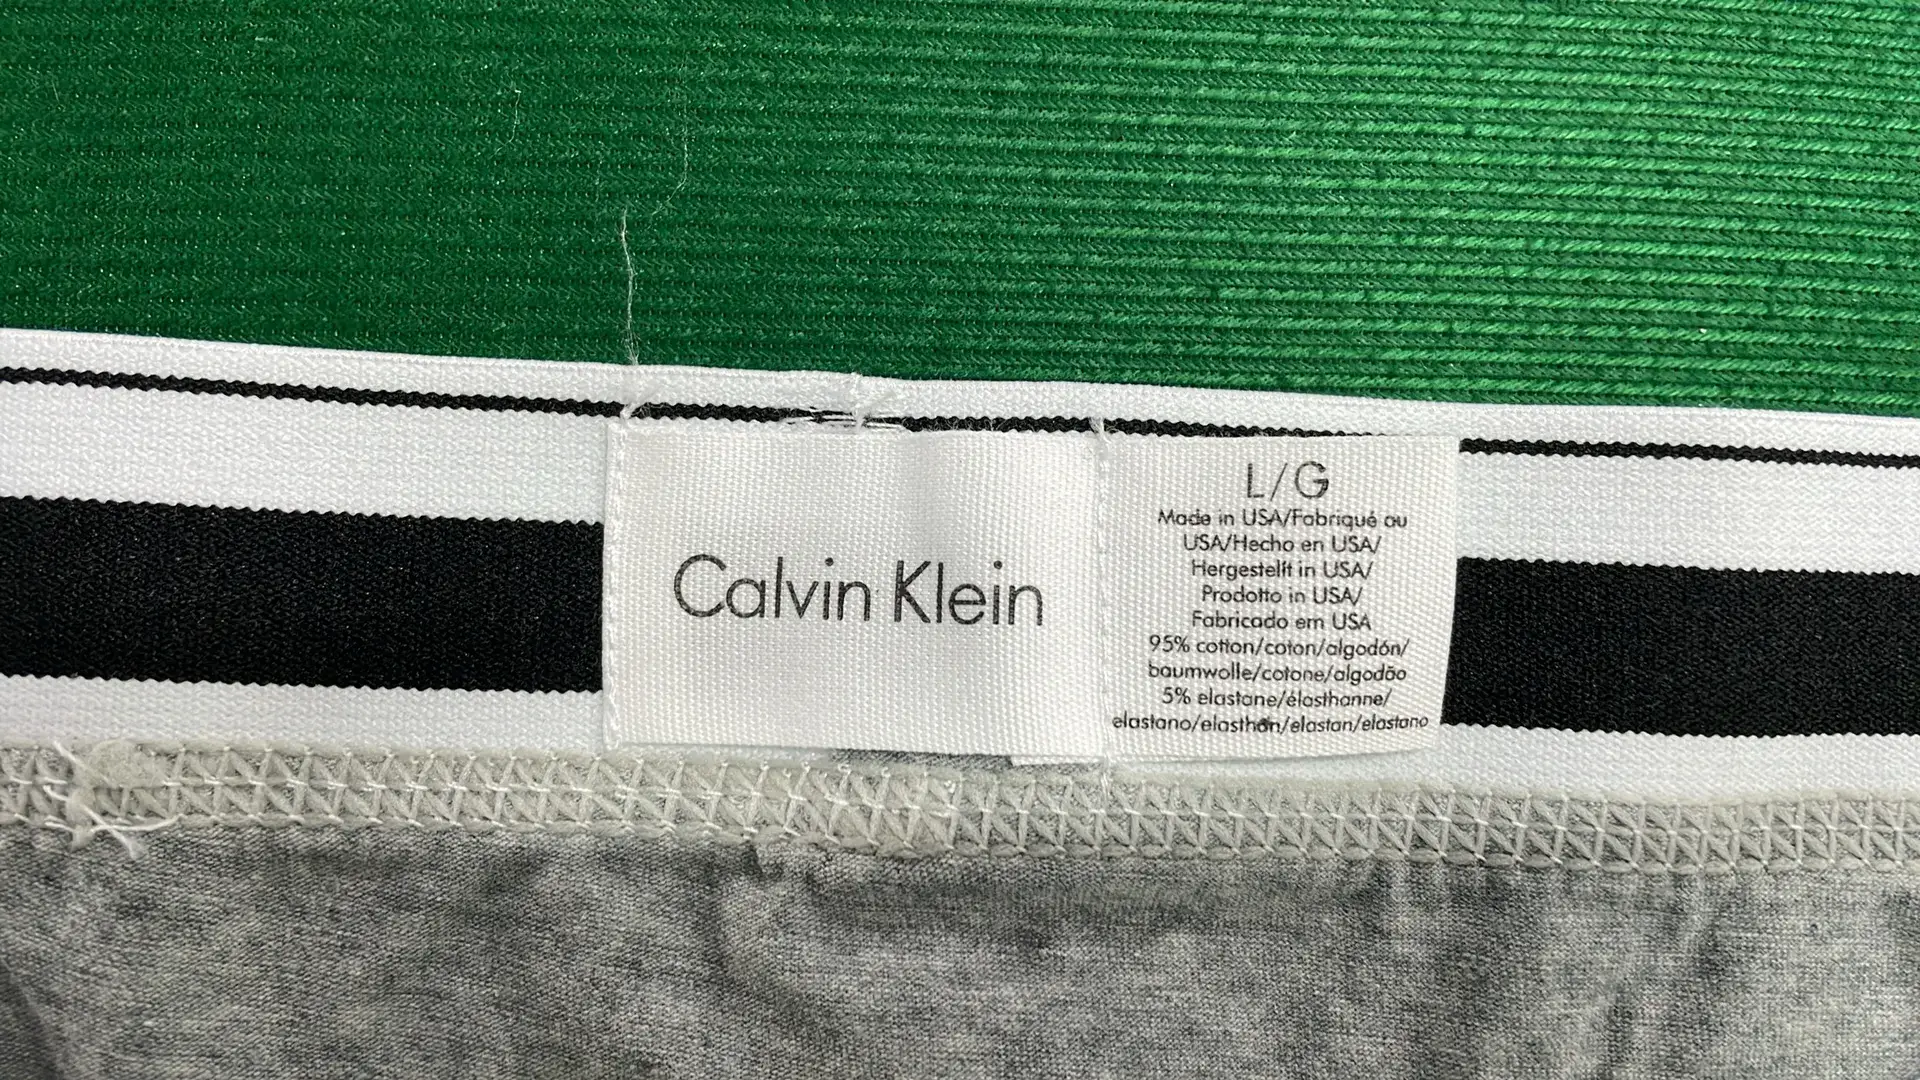 Calvin Klein
L/G
Made in USA/Fabriqué au
USA/Hecho en USA/
Hergestellt in USA/
Prodotto in USA/
Fabricado em USA
95% cotton/coton/algodón/
baumwolle/cotone/algodão
5% elastane/élasthanne/
elastano/elasthan/elastan/elastano